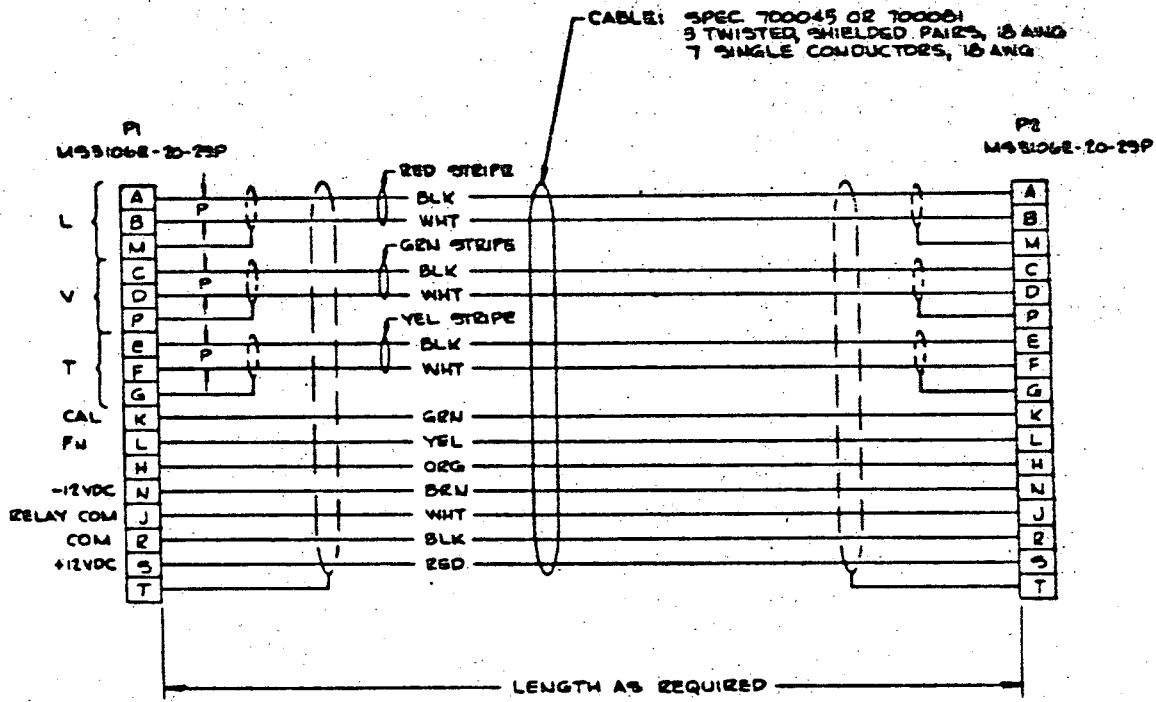 CABLE: SPEC 700045 OR 700081
3 TWISTED, SHIELDED PAIRS, 18 AWG
7 SINGLE CONDUCTORS, 18 AWG
P1
MS3106R-20-29P
P2
MS3106R-20-29P
RED STRIPE
L
A
P
BLK
A
B
WHT
B
M
GRN STRIPE
M
V
C
P
BLK
C
D
WHT
D
P
YEL STRIPE
P
T
e
P
BLK
E
F
WHT
F
G
G
CAL
K
GRN
K
FN
L
YEL
L
H
ORG
H
-12VDC
N
BRN
N
RELAY COM
J
WHT
J
COM
R
BLK
R
+12VDC
S
RED
S
T
T
LENGTH AS REQUIRED